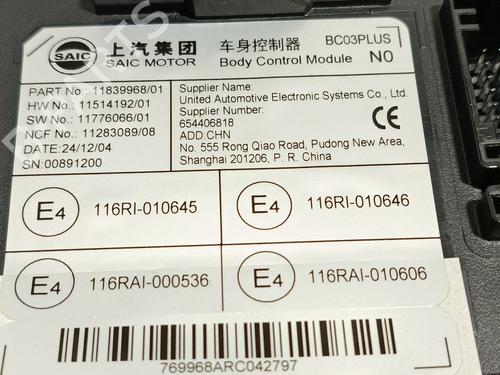 SAIC 上汽集团 车身控制器 BC03PLUS
SAIC MOTOR Body Control Module N0
PART No.:11839968/01
HW No.: 11514192/01
SW No.: 11776066/01
NCF No.: 11283089/08
DATE:24/12/04
SN:00891200
Supplier Name:
United Automotive Electronic Systems Co., Ltd.
Supplier Number:
654406818
ADD:CHN
No. 555 Rong Qiao Road, Pudong New Area,
Shanghai 201206, P. R. China
CE
E4 116RI-010645
E4 116RI-010646
E4 116RAI-000536
E4 116RAI-010606
769968ARC042797